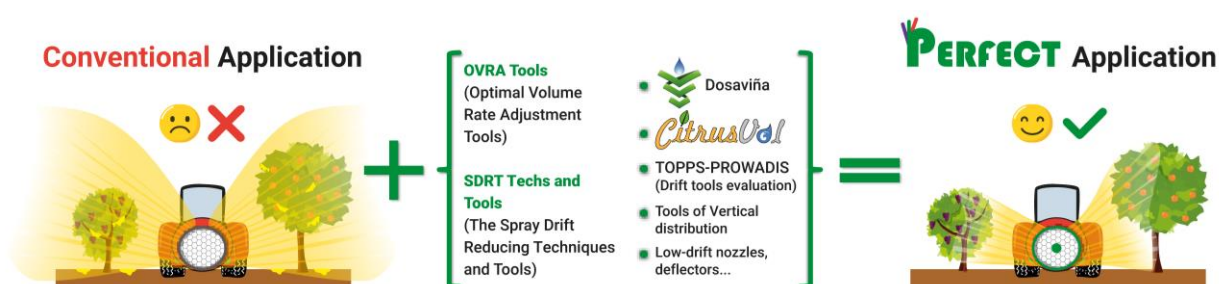 Conventional Application
OVRA Tools
(Optimal Volume
Rate Adjustment
Tools)
SDRT Techs and
Tools
(The Spray Drift
Reducing Techniques
and Tools)
Dosaviña
CitrusVol
TOPPS-PROWADIS
(Drift tools evaluation)
Tools of Vertical
distribution
Low-drift nozzles,
deflectors...
PERFECT Application